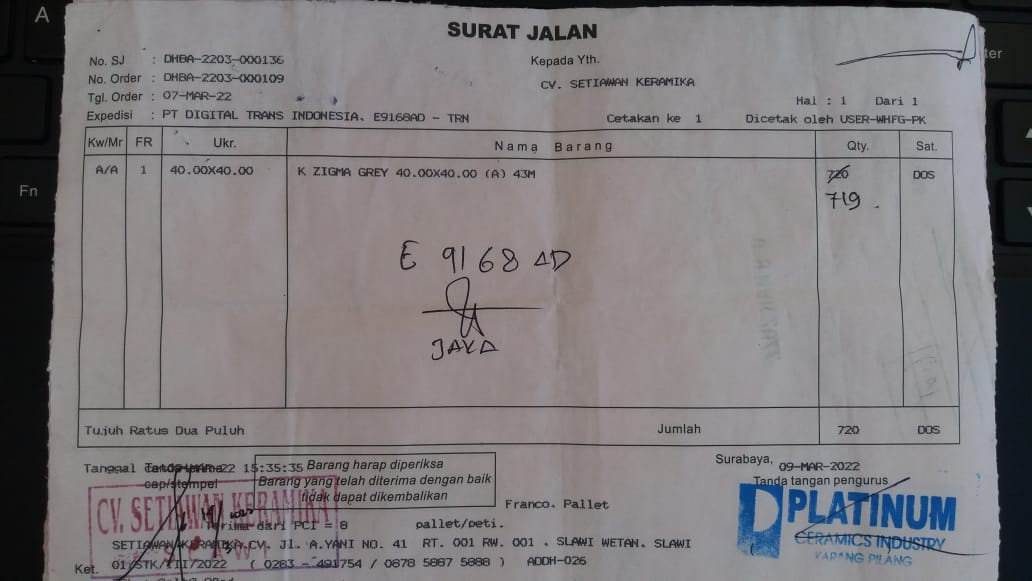 SURAT JALAN
No. SJ : DHBA-2203-000136
Kepada Yth.
No. Order : DHBA-2203-000109
CV. SETIAWAN KERAMIKA
Tgl. Order : 07-MAR-22
Hal : 1 Dari 1
Expedisi : PT DIGITAL TRANS INDONESIA, E9168AD - TRN Cetakan ke 1 Dicetak oleh USER-WHFG-PK
Kw/Mr FR Ukr. Nama Barang Qty. Sat.
A/A 1 40.00X40.00 K ZIGMA GREY 40.00X40.00 (A) 43M 720 DOS
719
E 9168 AD
JAKA
Tujuh Ratus Dua Puluh Jumlah 720 DOS
Surabaya, 09-MAR-2022
Tanggal 22 15:35:35
Barang harap diperiksa
Tanda tangan pengurus
cap/stempel
Barang yang telah diterima dengan baik
tidak dapat dikembalikan
Franco. Pallet
CV. SETIAWAN KERAMIKA
PLATINUM
CERAMICS INDUSTRY
KARANG PILANG
Terima dari PCI = 8 pallet/peti.
SETIAWAN KERAMIKA,CV. Jl. A.YANI NO. 41 RT. 001 RW. 001 . SLAWI WETAN. SLAWI
Ket. 01/STK/VIII/2022 ( 0283 - 491754 / 0878 5887 5888 ) ADDH-026